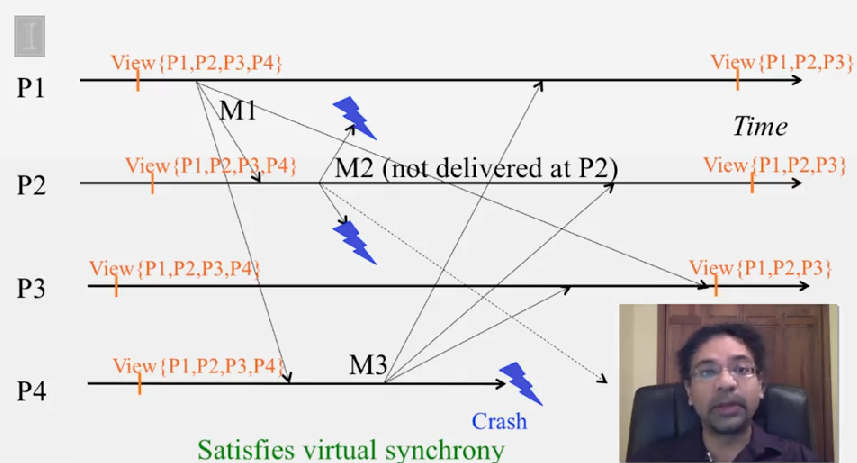 View{P1,P2,P3,P4}
View{P1,P2,P3}
P1
M1
Time
View{P1,P2,P3,P4}
M2 (not delivered at P2)
View{P1,P2,P3}
P2
View{P1,P2,P3,P4}
View{P1,P2,P3}
P3
View{P1,P2,P3,P4}
M3
P4
Crash
Satisfies virtual synchrony